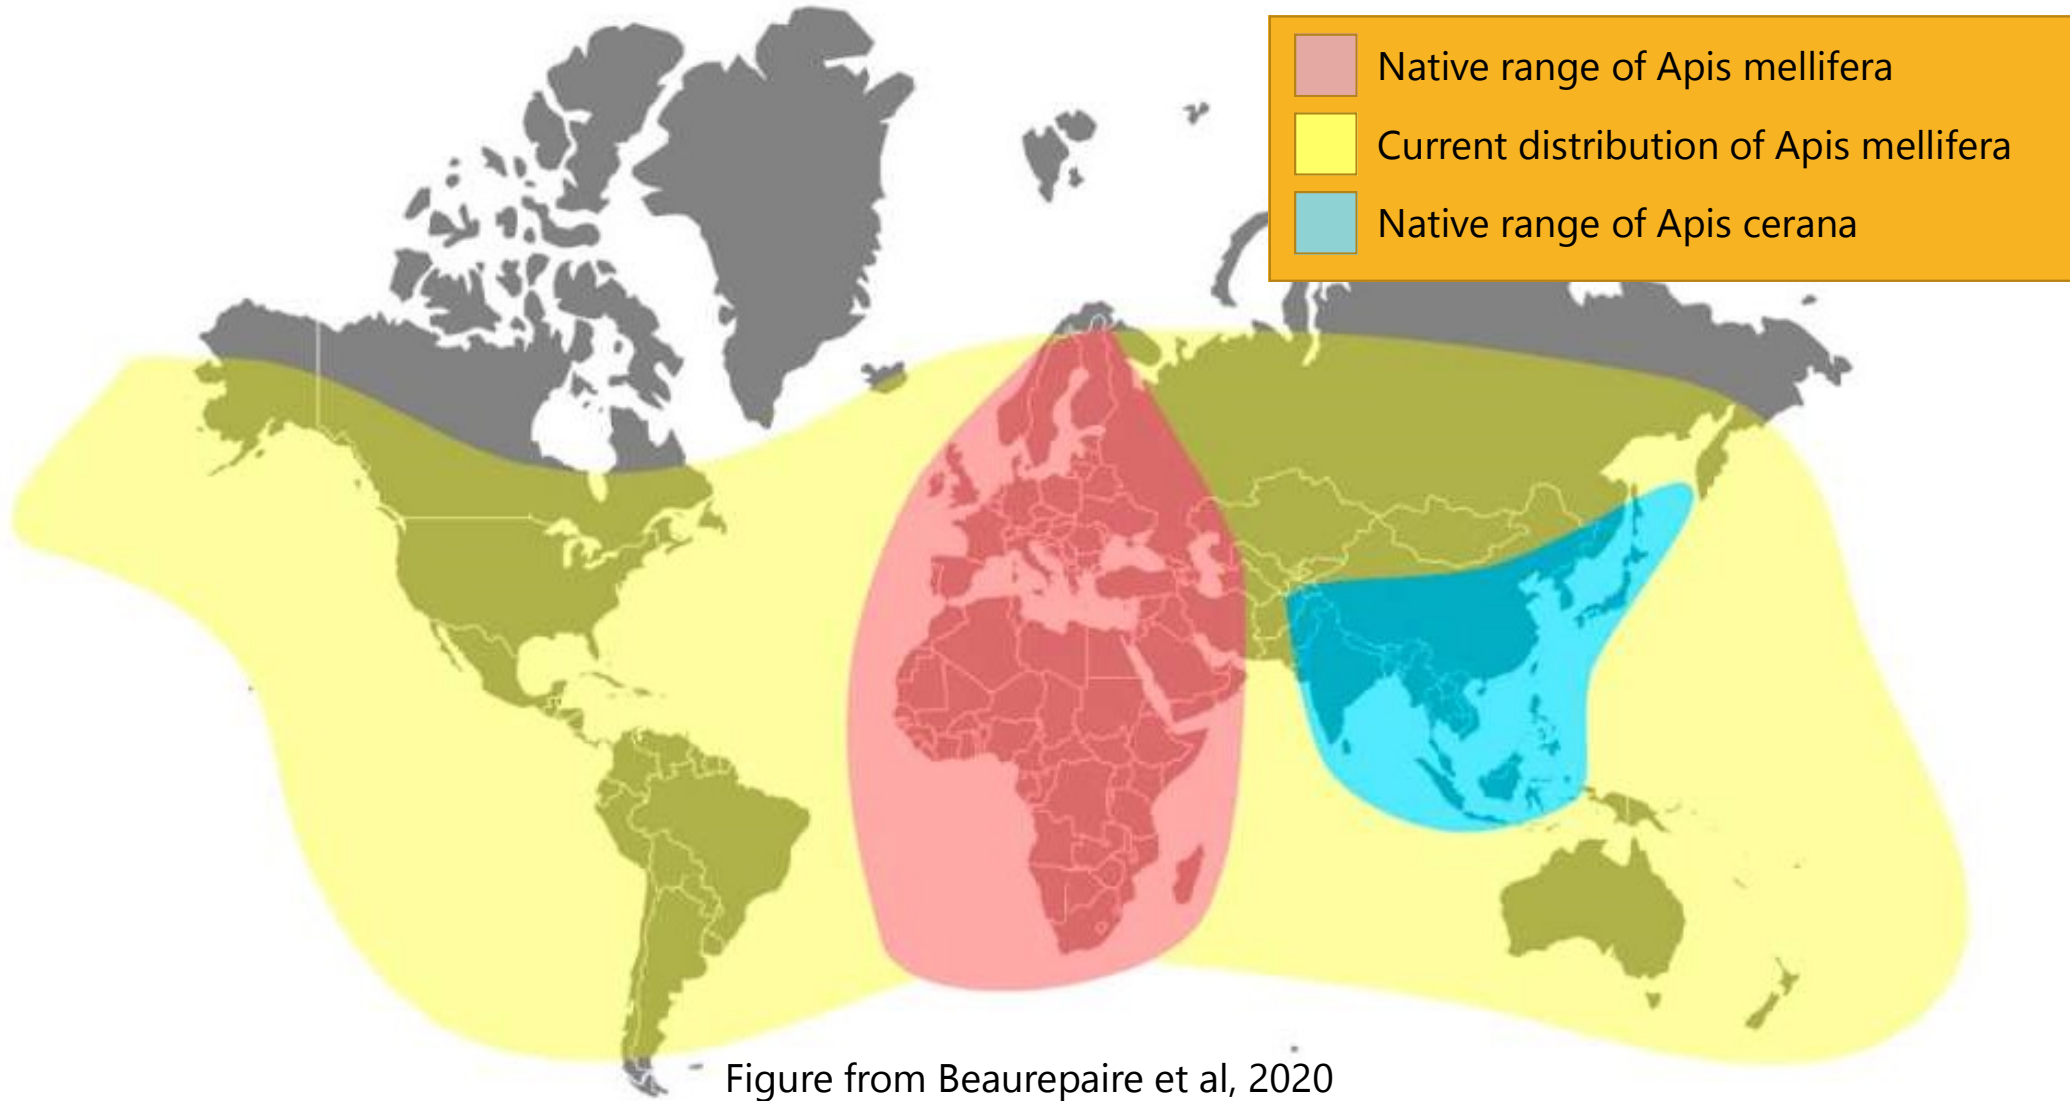 Native range of Apis mellifera
Current distribution of Apis mellifera
Native range of Apis cerana
Figure from Beaurepaire et al, 2020